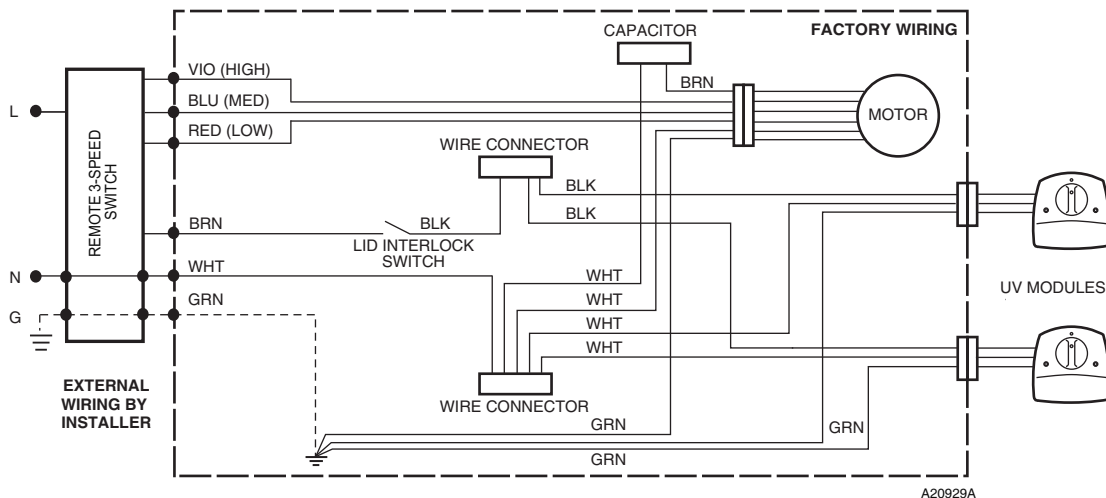 CAPACITOR
FACTORY WIRING
VIO (HIGH)
BRN
L
BLU (MED)
MOTOR
RED (LOW)
REMOTE 3-SPEED
SWITCH
WIRE CONNECTOR
BLK
BLK
BRN
BLK
LID INTERLOCK
SWITCH
N
WHT
WHT
UV MODULES
GRN
WHT
G
WHT
WHT
EXTERNAL
WIRING BY
INSTALLER
WIRE CONNECTOR
GRN
GRN
GRN
A20929A